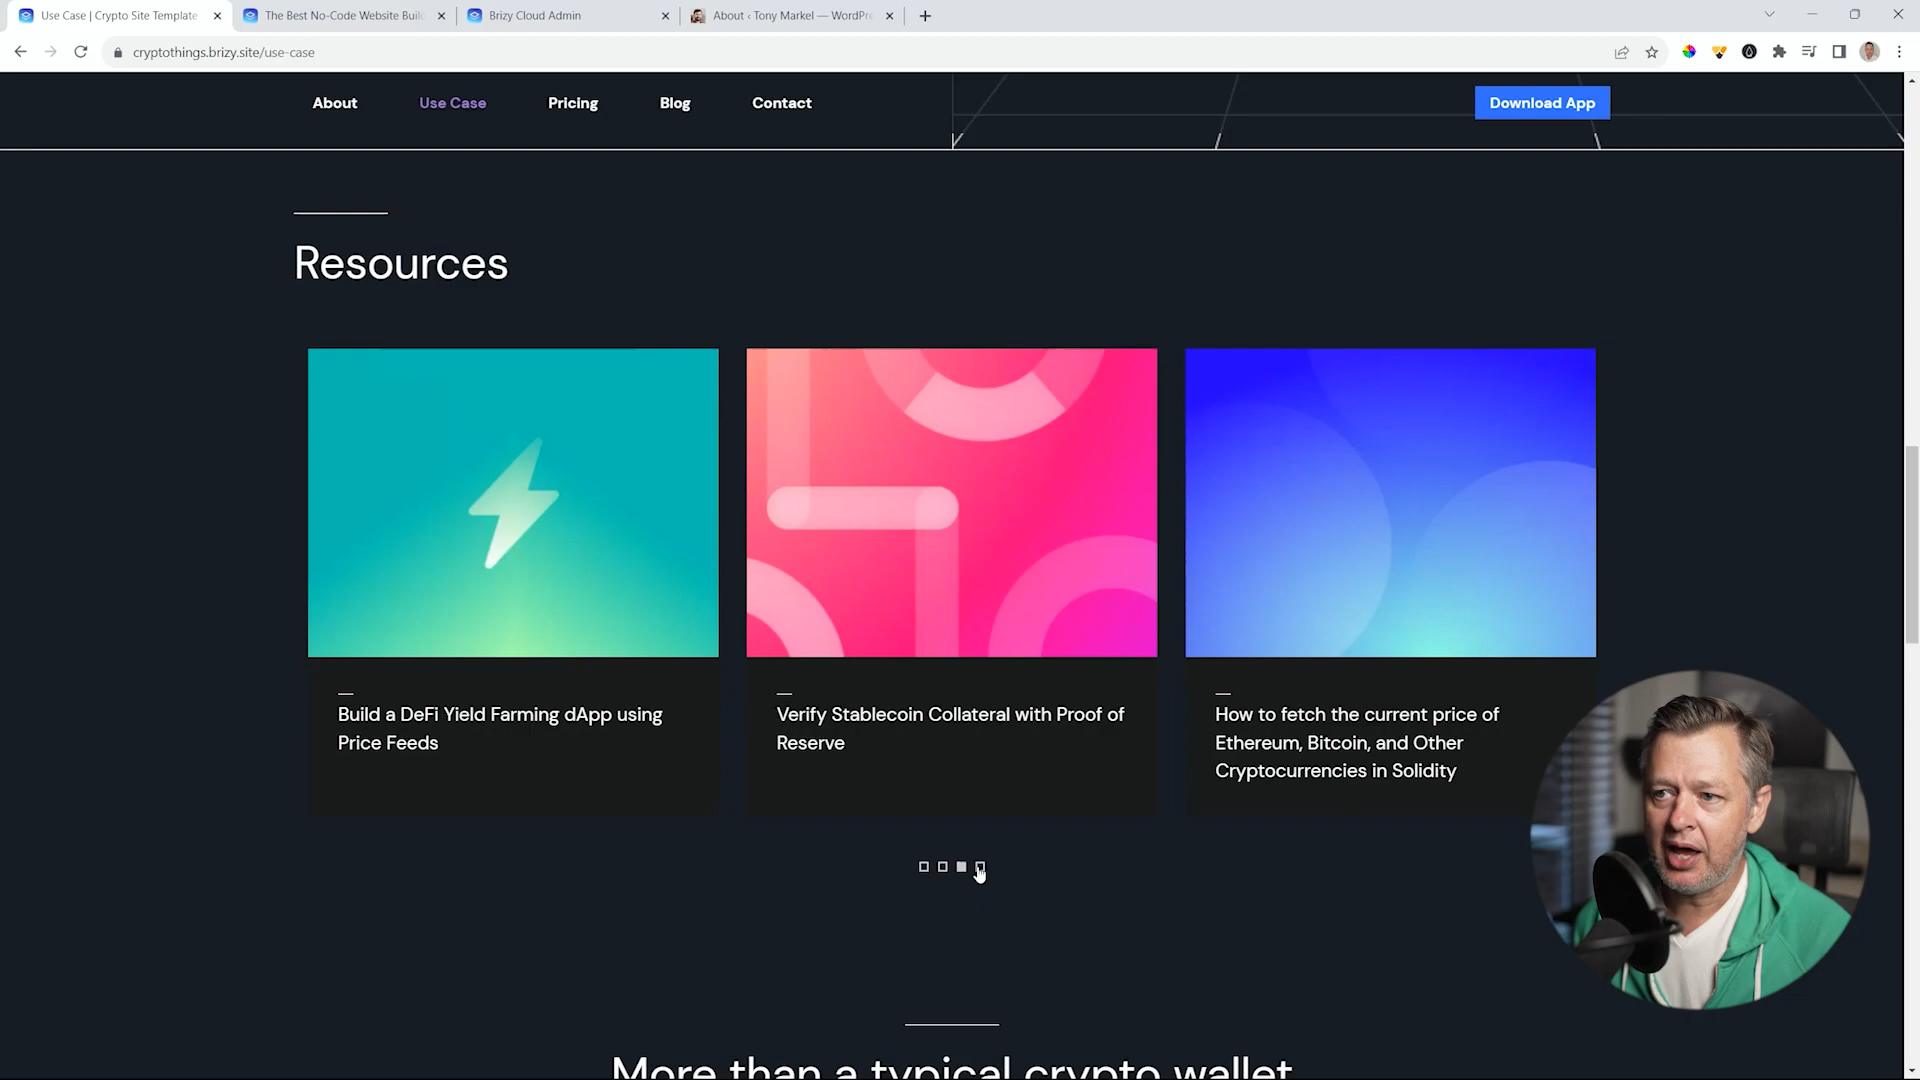 Use Case | Crypto Site Template
The Best No-Code Website Buil
Brizy Cloud Admin
About ‹ Tony Markel — WordPr
cryptothings.brizy.site/use-case
About
Use Case
Pricing
Blog
Contact
Download App
Resources
Build a DeFi Yield Farming dApp using
Price Feeds
Verify Stablecoin Collateral with Proof of
Reserve
How to fetch the current price of
Ethereum, Bitcoin, and Other
Cryptocurrencies in Solidity
More than a typical crypto wallet